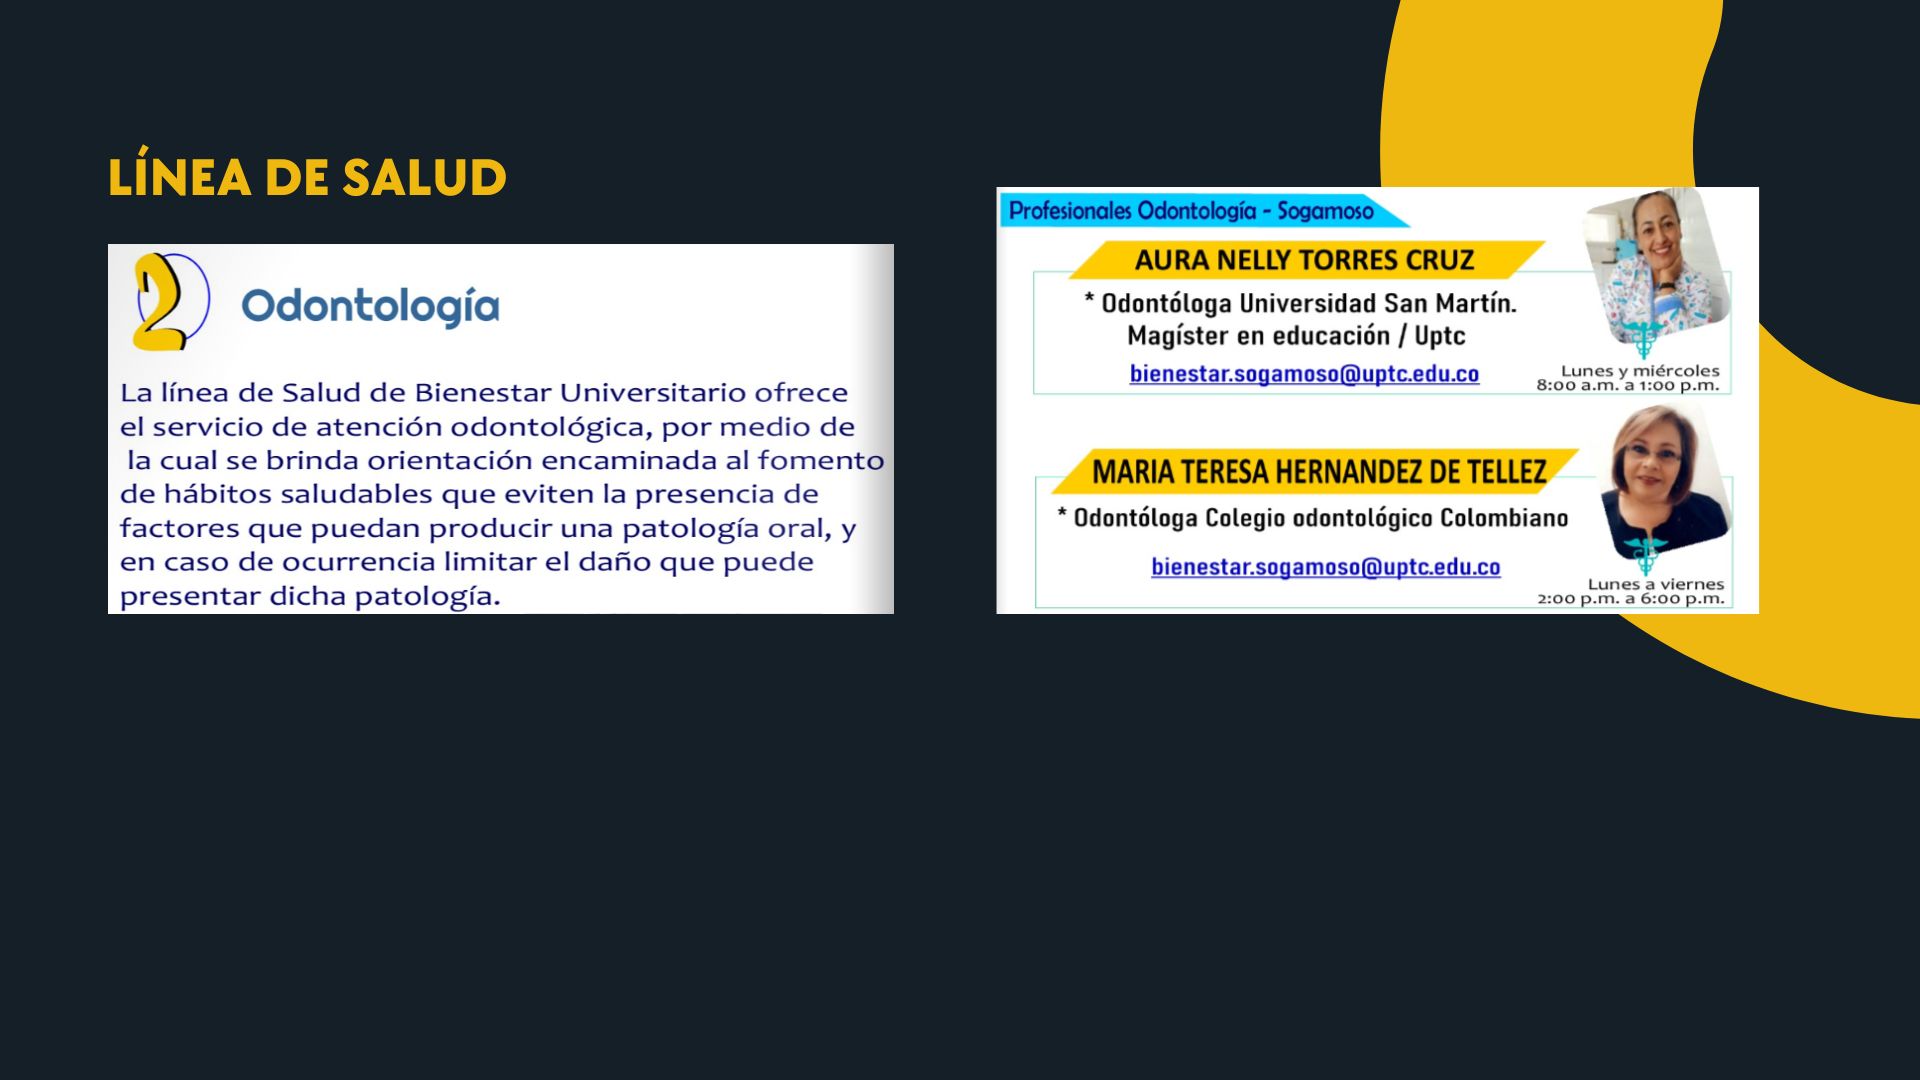 LÍNEA DE SALUD
2 Odontología
La línea de Salud de Bienestar Universitario ofrece
el servicio de atención odontológica, por medio de
la cual se brinda orientación encaminada al fomento
de hábitos saludables que eviten la presencia de
factores que puedan producir una patología oral, y
en caso de ocurrencia limitar el daño que puede
presentar dicha patología.
Profesionales Odontología - Sogamoso
AURA NELLY TORRES CRUZ
* Odontóloga Universidad San Martín.
Magíster en educación / Uptc
bienestar.sogamoso@uptc.edu.co
Lunes y miércoles
8:00 a.m. a 1:00 p.m.
MARIA TERESA HERNANDEZ DE TELLEZ
* Odontóloga Colegio odontológico Colombiano
bienestar.sogamoso@uptc.edu.co
Lunes a viernes
2:00 p.m. a 6:00 p.m.